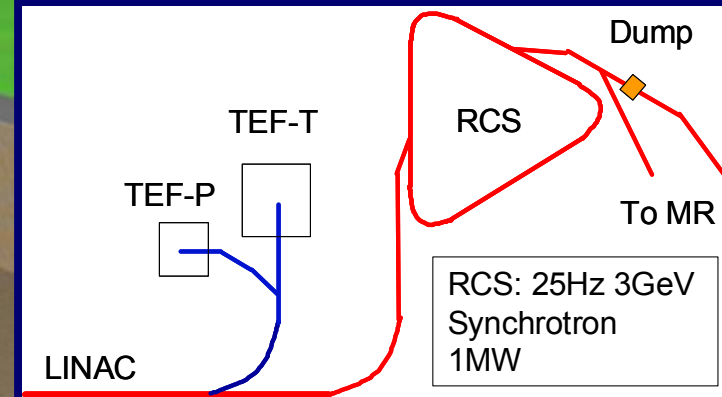 Dump
TEF-T
RCS
TEF-P
To MR
RCS: 25Hz 3GeV
Synchrotron
1MW
LINAC